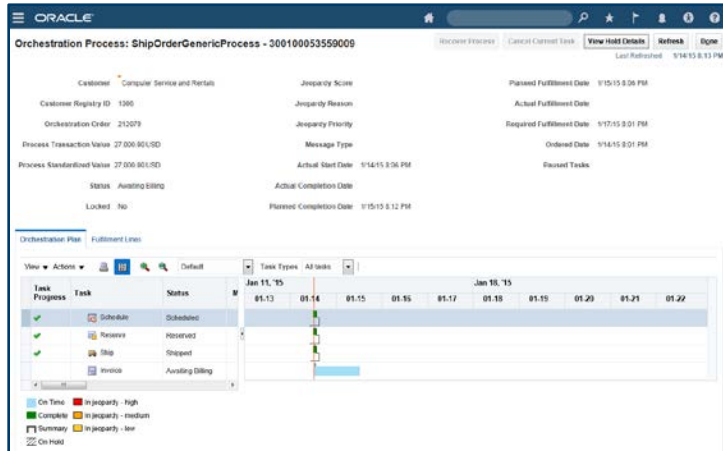 ORACLE
Orchestration Process: ShipOrderGenericProcess - 300100053559009
Recover Process Cancel Current Task View Hold Details Refresh Done
Last Refreshed 1/14/15 8:13 PM
Customer Computer Service and Rentals Jeopardy Score Planned Fulfillment Date 1/15/15 8:06 PM
Customer Registry ID 1006 Jeopardy Reason Actual Fulfillment Date
Orchestration Order 212079 Jeopardy Priority Required Fulfillment Date 1/17/15 8:01 PM
Process Transaction Value 27,000.00 USD Message Type Ordered Date 1/14/15 8:01 PM
Process Standardized Value 27,000.00 USD Actual Start Date 1/14/15 8:06 PM Paused Tasks
Status Awaiting Billing Actual Completion Date
Locked No Planned Completion Date 1/15/15 8:12 PM
Orchestration Plan Fulfillment Lines
View Actions Default Task Types All tasks
Task Progress Task Status Jan 11, '15 Jan 18, '15
01-13 01-14 01-15 01-16 01-17 01-18 01-19 01-20 01-21 01-22
Schedule Scheduled
Reserve Reserved
Ship Shipped
Invoice Awaiting Billing
On Time In jeopardy - high
Complete In jeopardy - medium
Summary In jeopardy - low
On Hold